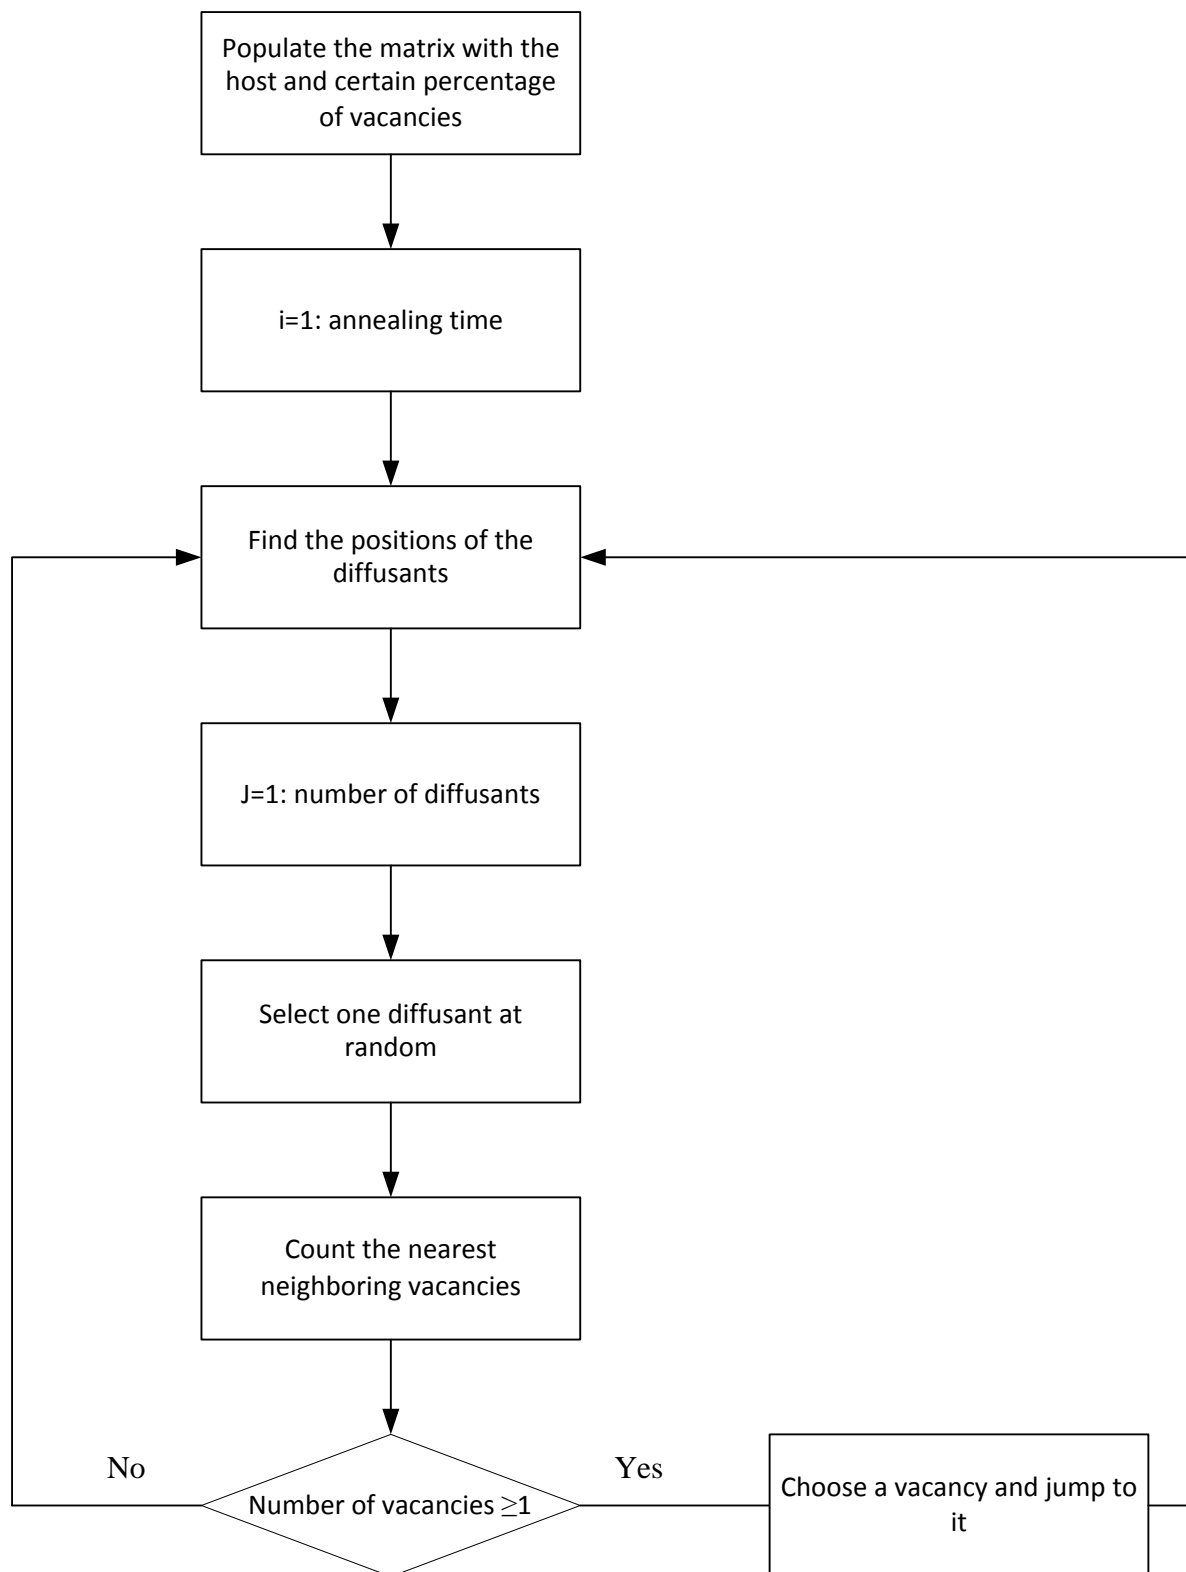 Populate the matrix with the
host and certain percentage
of vacancies
i=1: annealing time
Find the positions of the
diffusants
J=1: number of diffusants
Select one diffusant at
random
Count the nearest
neighboring vacancies
No
Number of vacancies ≥1
Yes
Choose a vacancy and jump to
it